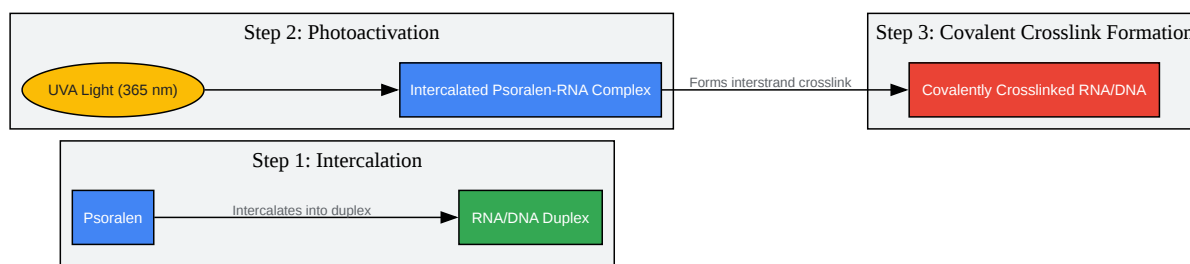 Step 2: Photoactivation
UVA Light (365 nm)
Intercalated Psoralen-RNA Complex
Forms interstrand crosslink
Step 3: Covalent Crosslink Formation
Covalently Crosslinked RNA/DNA
Step 1: Intercalation
Psoralen
Intercalates into duplex
RNA/DNA Duplex